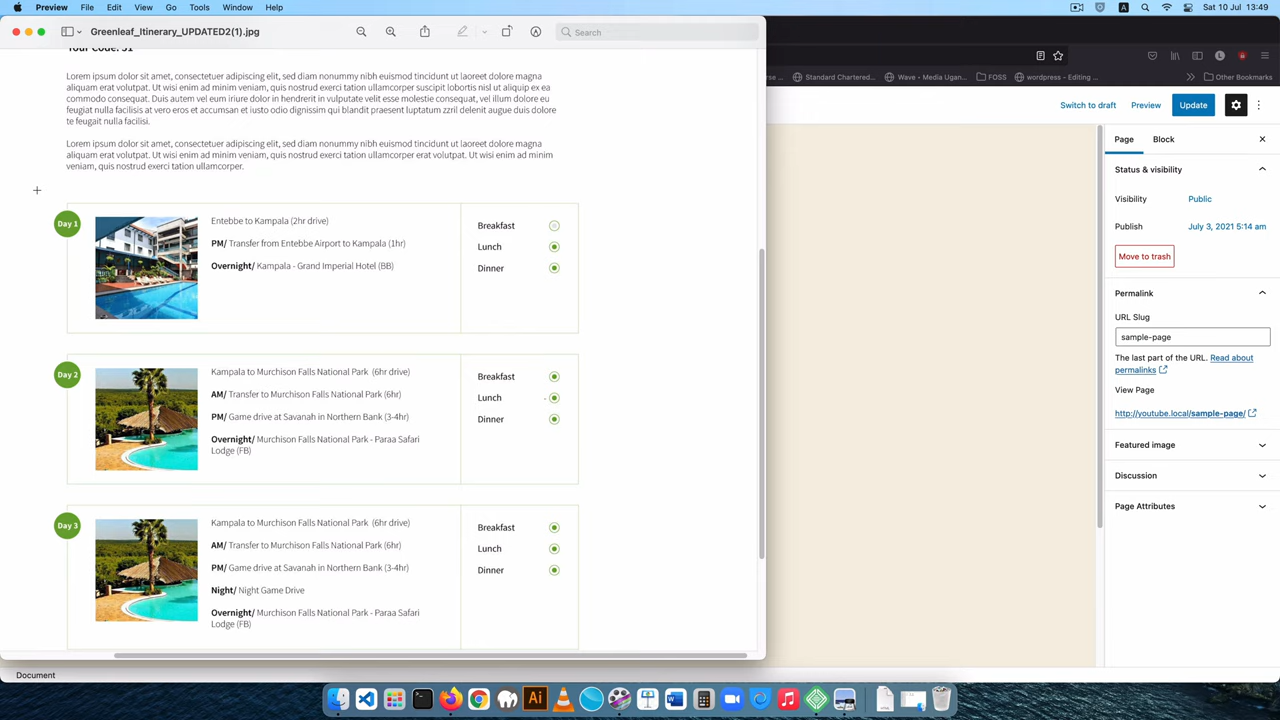 Preview File Edit View Go Tools Window Help
A
Sat 10 Jul 13:49
Greenleaf_Itinerary_UPDATED2(1).jpg
Search
Lorem ipsum dolor sit amet, consectetuer adipiscing elit, sed diam nonummy nibh euismod tincidunt ut laoreet dolore magna
aliquam erat volutpat. Ut wisi enim ad minim veniam, quis nostrud exerci tation ullamcorper suscipit lobortis nisl ut aliquip ex ea
commodo consequat. Duis autem vel eum iriure dolor in hendrerit in vulputate velit esse molestie consequat, vel illum dolore eu
feugiat nulla facilisis at vero eros et accumsan et iusto odio dignissim qui blandit praesent luptatum zzril delenit augue duis dolore
te feugait nulla facilisi.
Lorem ipsum dolor sit amet, consectetuer adipiscing elit, sed diam nonummy nibh euismod tincidunt ut laoreet dolore magna
aliquam erat volutpat. Ut wisi enim ad minim veniam, quis nostrud exerci tation ullamcorper erat volutpat. Ut wisi enim ad minim
veniam, quis nostrud exerci tation ullamcorper.
Day 1
Entebbe to Kampala (2hr drive)
PM/ Transfer from Entebbe Airport to Kampala (1hr)
Overnight/ Kampala - Grand Imperial Hotel (BB)
Breakfast
Lunch
Dinner
Day 2
Kampala to Murchison Falls National Park (6hr drive)
AM/ Transfer to Murchison Falls National Park (6hr)
PM/ Game drive at Savanah in Northern Bank (3-4hr)
Overnight/ Murchison Falls National Park - Paraa Safari
Lodge (FB)
Breakfast
Lunch
Dinner
Day 3
Kampala to Murchison Falls National Park (6hr drive)
AM/ Transfer to Murchison Falls National Park (6hr)
PM/ Game drive at Savanah in Northern Bank (3-4hr)
Night/ Night Game Drive
Overnight/ Murchison Falls National Park - Paraa Safari
Lodge (FB)
Breakfast
Lunch
Dinner
Standard Chartered...
Wave – Media Ugan...
FOSS
wordpress – Editing ...
Other Bookmarks
Switch to draft
Preview
Update
Page
Block
Status & visibility
Visibility
Public
Publish
July 3, 2021 5:14 am
Move to trash
Permalink
URL Slug
sample-page
The last part of the URL. Read about
permalinks
View Page
http://youtube.local/sample-page/
Featured image
Discussion
Page Attributes
Document
Ai